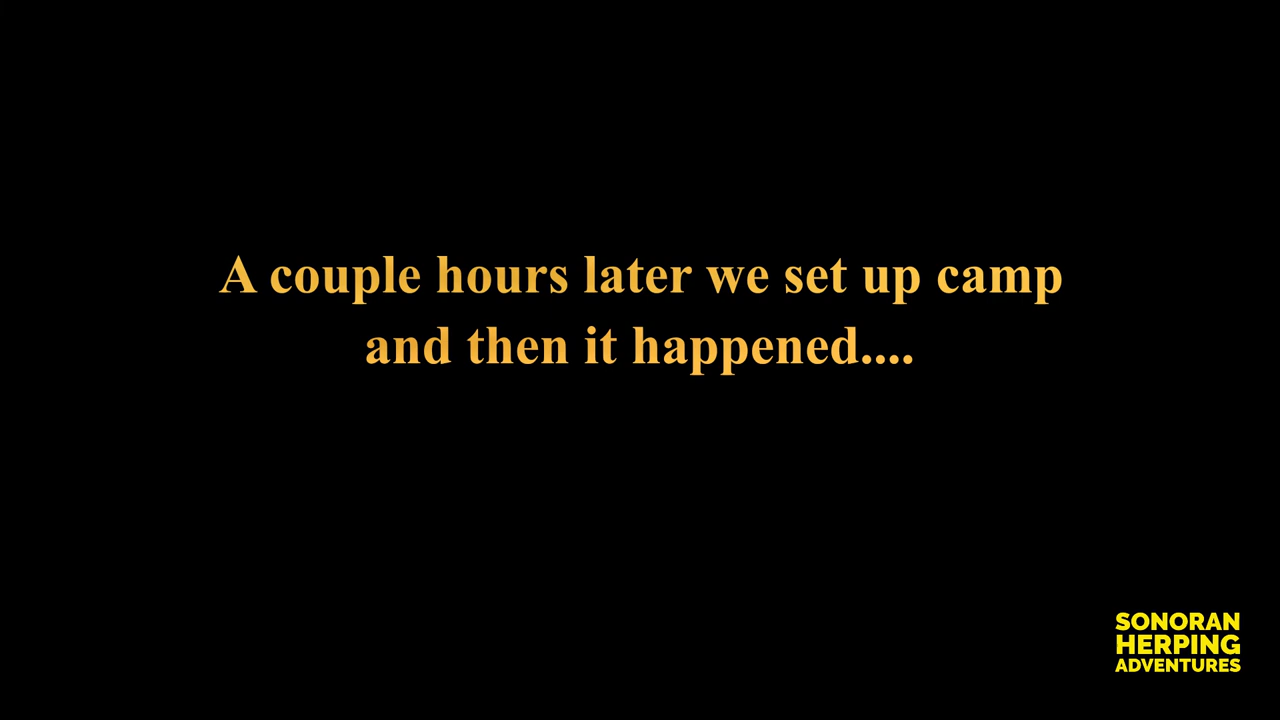 A couple hours later we set up camp
and then it happened....
SONORAN
HERPING
ADVENTURES